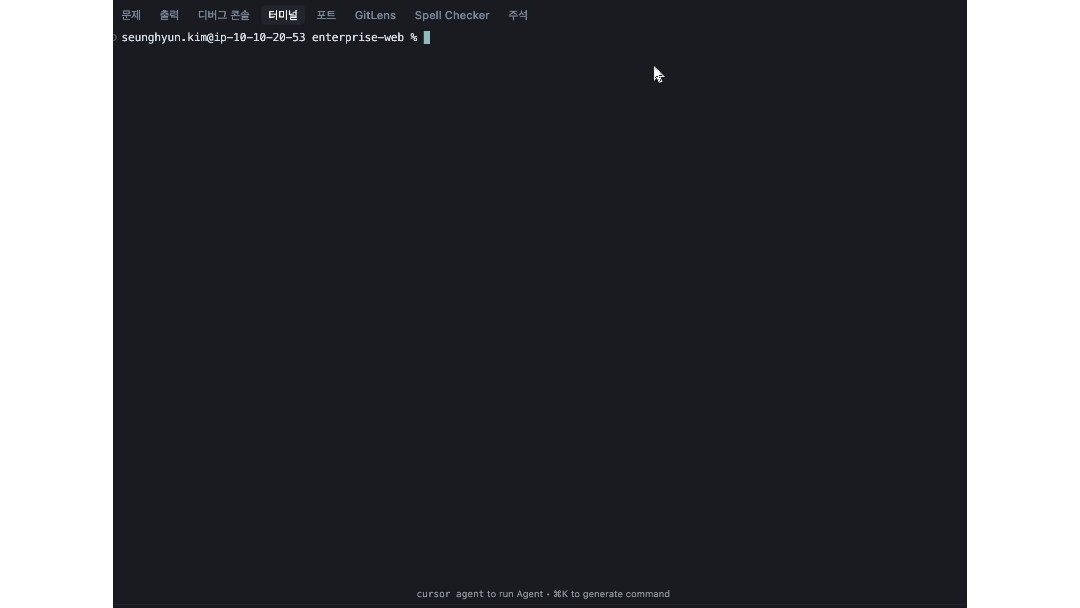 문제 출력 디버그 콘솔 터미널 포트 GitLens Spell Checker 주석
seunghyun.kim@ip-10-10-20-53 enterprise-web %
cursor agent to run Agent • ⌘K to generate command